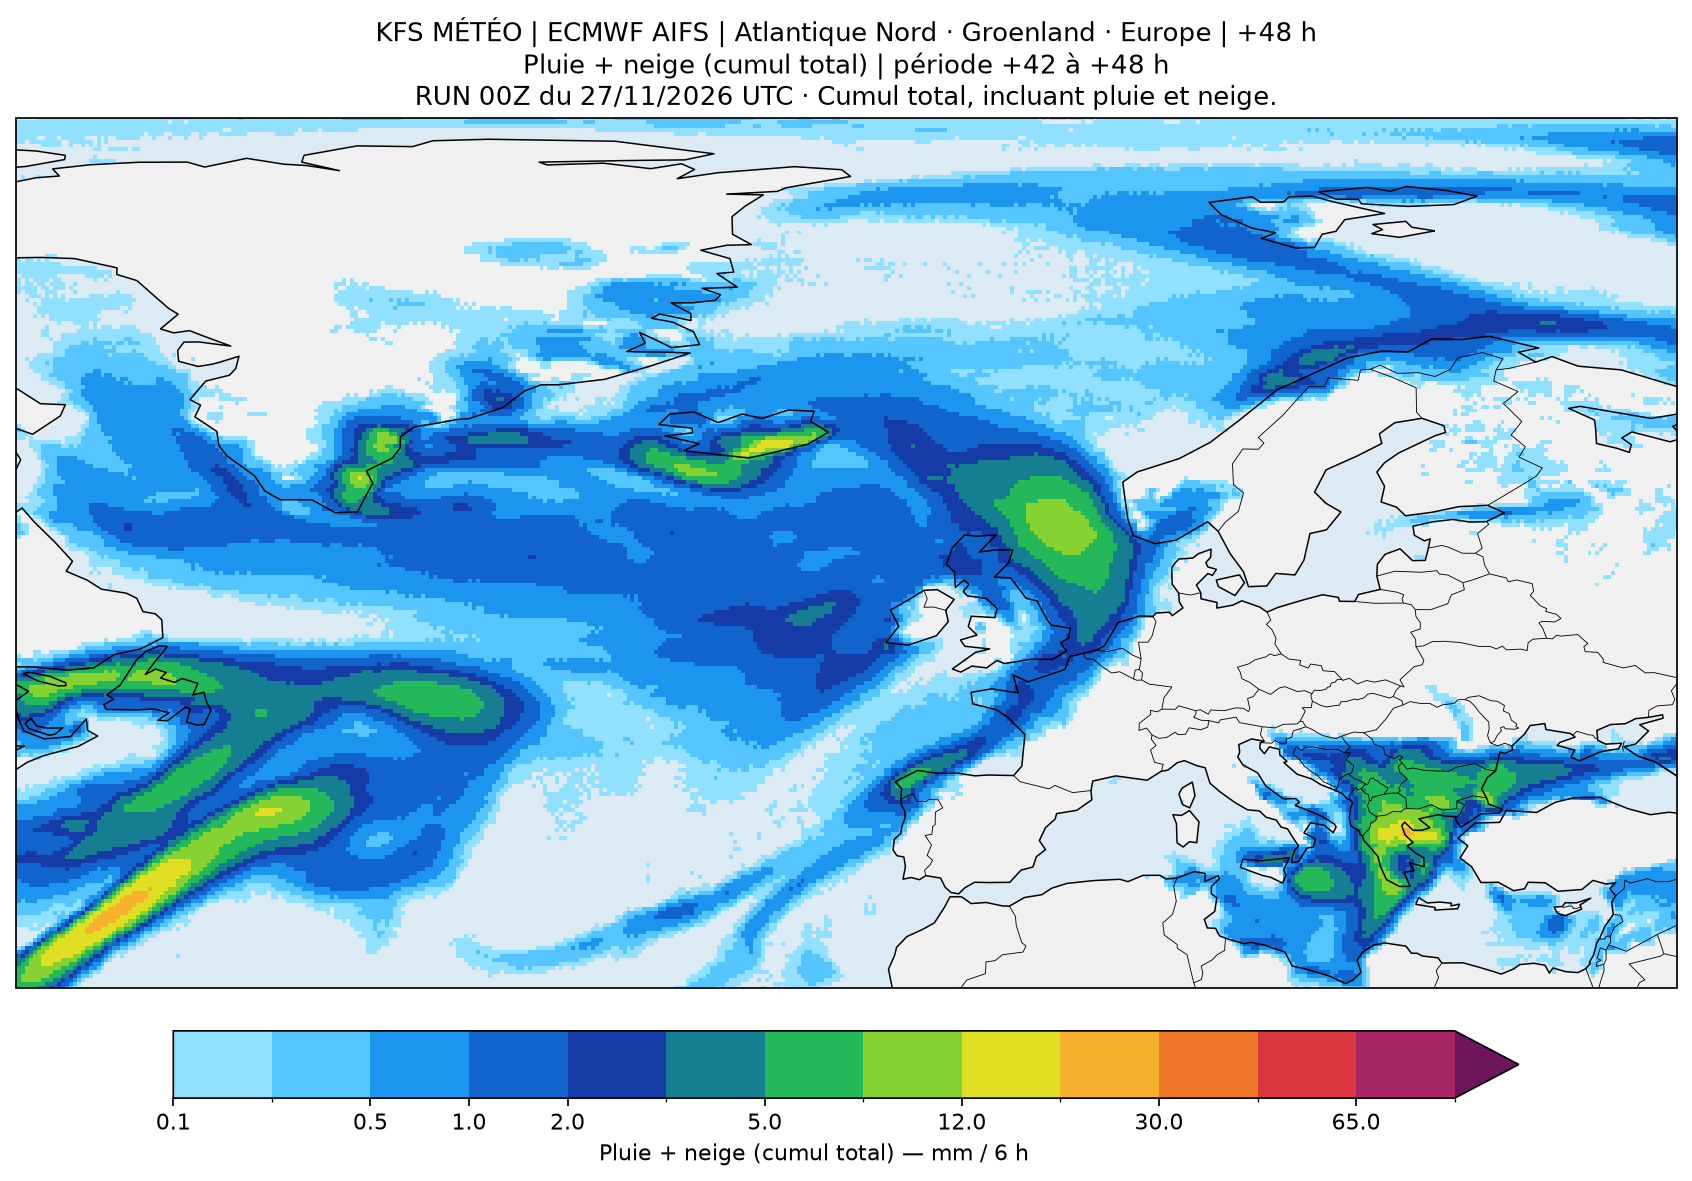 KFS MÉTÉO | ECMWF AIFS | Atlantique Nord · Groenland · Europe | +48 h
Pluie + neige (cumul total) | période +42 à +48 h
RUN 00Z du 27/11/2026 UTC · Cumul total, incluant pluie et neige.
0.1 0.5 1.0 2.0 5.0 12.0 30.0 65.0
Pluie + neige (cumul total) — mm / 6 h